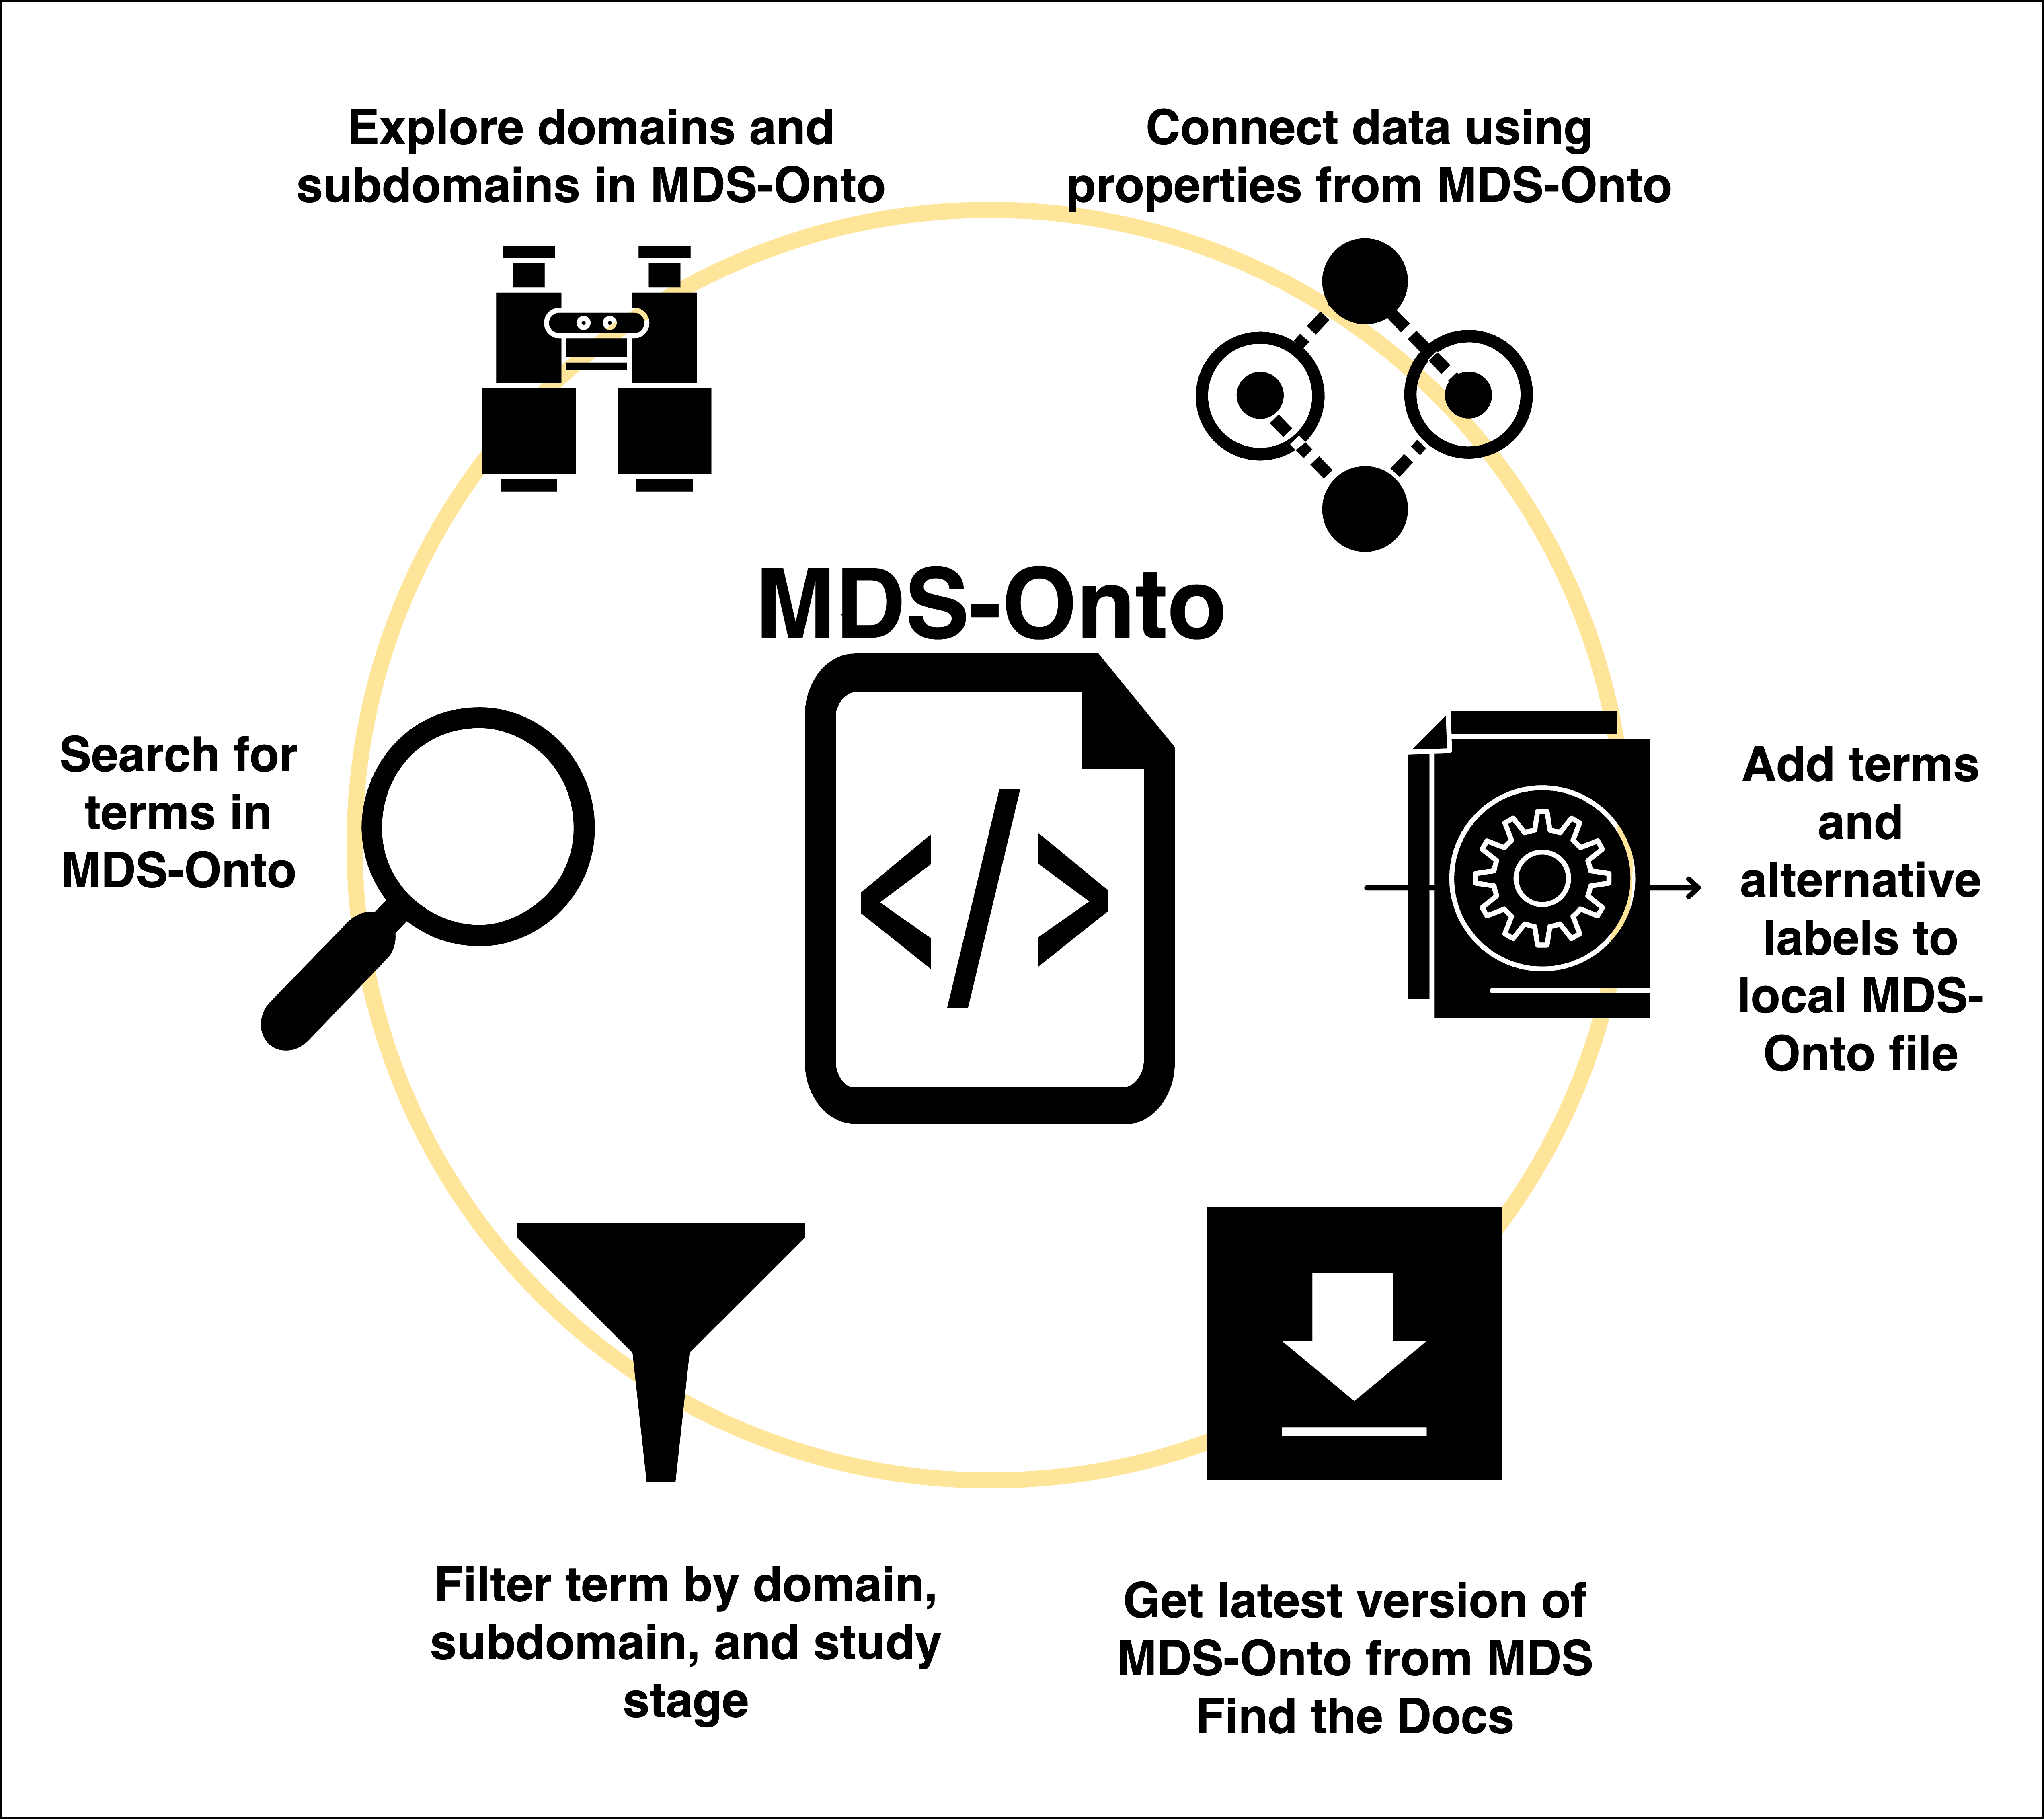 Explore domains and
subdomains in MDS-Onto
Connect data using
properties from MDS-Onto
MDS-Onto
</>
Search for
terms in
MDS-Onto
Add terms
and
alternative
labels to
local MDS-
Onto file
Filter term by domain,
subdomain, and study
stage
Get latest version of
MDS-Onto from MDS
Find the Docs